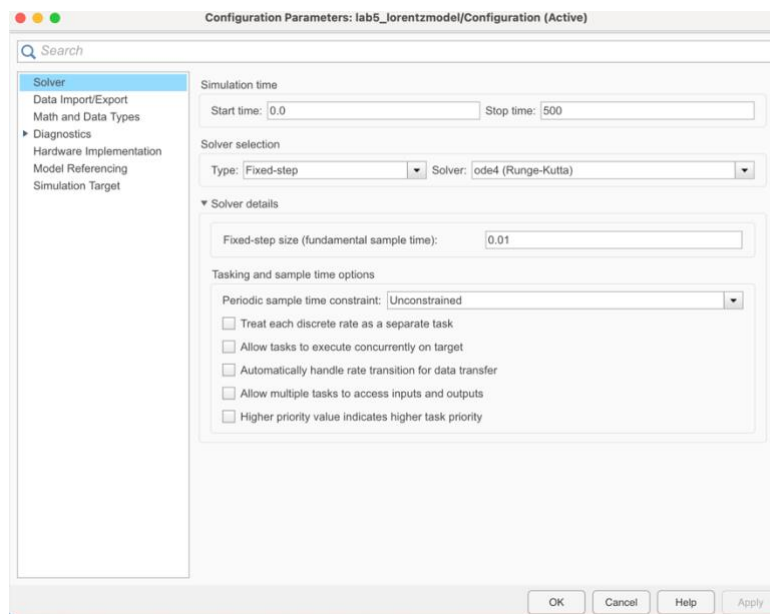 Configuration Parameters: lab5_lorentzmodel/Configuration (Active)
Search
Solver
Data Import/Export
Math and Data Types
Diagnostics
Hardware Implementation
Model Referencing
Simulation Target
Simulation time
Start time: 0.0 Stop time: 500
Solver selection
Type: Fixed-step Solver: ode4 (Runge-Kutta)
Solver details
Fixed-step size (fundamental sample time): 0.01
Tasking and sample time options
Periodic sample time constraint: Unconstrained
Treat each discrete rate as a separate task
Allow tasks to execute concurrently on target
Automatically handle rate transition for data transfer
Allow multiple tasks to access inputs and outputs
Higher priority value indicates higher task priority
OK Cancel Help Apply